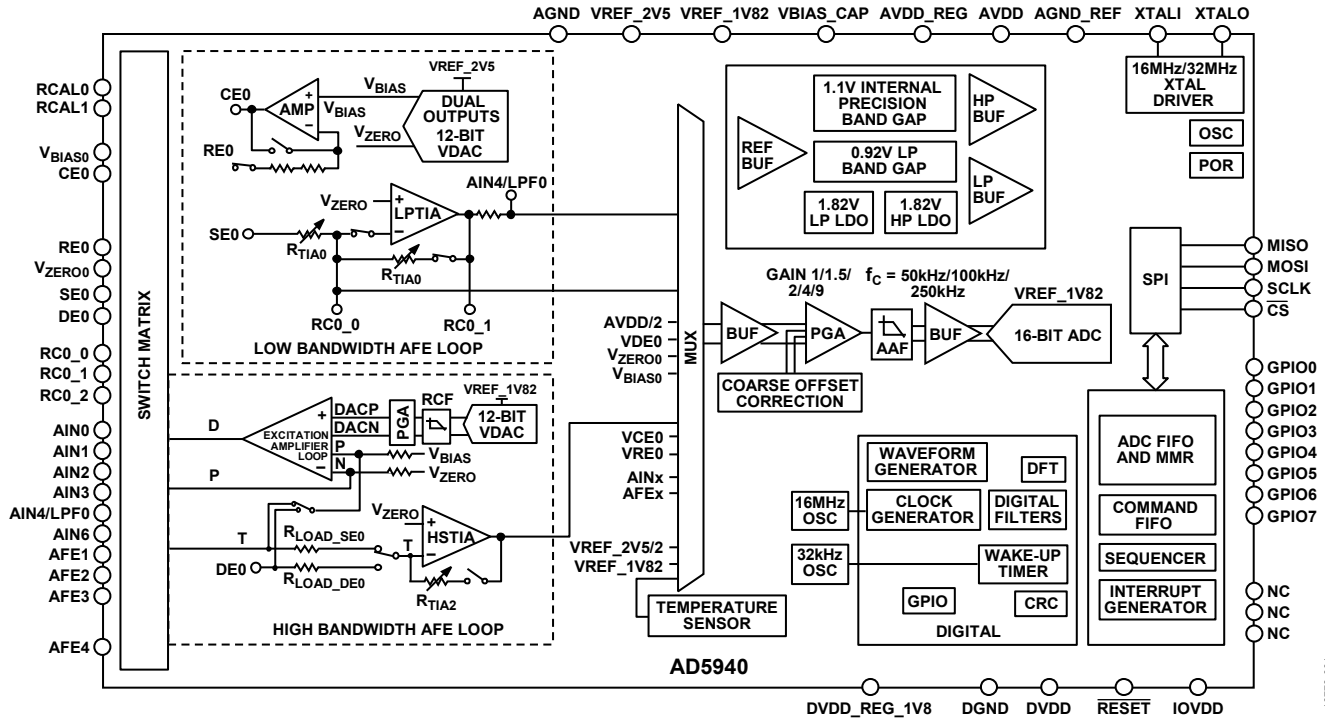 AGND VREF_2V5 VREF_1V82 VBIAS_CAP AVDD_REG AVDD AGND_REF XTALI XTALO
RCAL0
RCAL1
VBIAS0
CE0
RE0
VZERO0
SE0
DE0
RC0_0
RC0_1
RC0_2
AIN0
AIN1
AIN2
AIN3
AIN4/LPF0
AIN6
AFE1
AFE2
AFE3
AFE4
SWITCH MATRIX
VREF_2V5
CE0
AMP
+
−
VBIAS
VBIAS
VZERO
DUAL
OUTPUTS
12-BIT
VDAC
RE0
AIN4/LPF0
VZERO
+
−
LPTIA
SE0
RTIA0
RTIA0
RC0_0
RC0_1
LOW BANDWIDTH AFE LOOP
D
P
T
EXCITATION
AMPLIFIER
LOOP
+
−
DACP
DACN
P
N
PGA
RCF
VREF_1V82
12-BIT
VDAC
VBIAS
VZERO
VZERO
+
−
HSTIA
T
RLOAD_SE0
DE0
RLOAD_DE0
RTIA2
HIGH BANDWIDTH AFE LOOP
MUX
AVDD/2
VDE0
VZERO0
VBIAS0
VCE0
VRE0
AINx
AFEx
VREF_2V5/2
VREF_1V82
TEMPERATURE
SENSOR
REF
BUF
1.1V INTERNAL
PRECISION
BAND GAP
0.92V LP
BAND GAP
1.82V
LP LDO
1.82V
HP LDO
HP
BUF
LP
BUF
GAIN 1/1.5/
2/4/9
fC = 50kHz/100kHz/
250kHz
BUF
PGA
AAF
BUF
VREF_1V82
16-BIT ADC
COARSE OFFSET
CORRECTION
16MHz/32MHz
XTAL
DRIVER
OSC
POR
SPI
MISO
MOSI
SCLK
CS
GPIO0
GPIO1
GPIO2
GPIO3
GPIO4
GPIO5
GPIO6
GPIO7
NC
NC
NC
ADC FIFO
AND MMR
COMMAND
FIFO
SEQUENCER
INTERRUPT
GENERATOR
WAVEFORM
GENERATOR
DFT
16MHz
OSC
CLOCK
GENERATOR
DIGITAL
FILTERS
32kHz
OSC
WAKE-UP
TIMER
GPIO
CRC
DIGITAL
AD5940
DVDD_REG_1V8 DGND DVDD RESET IOVDD